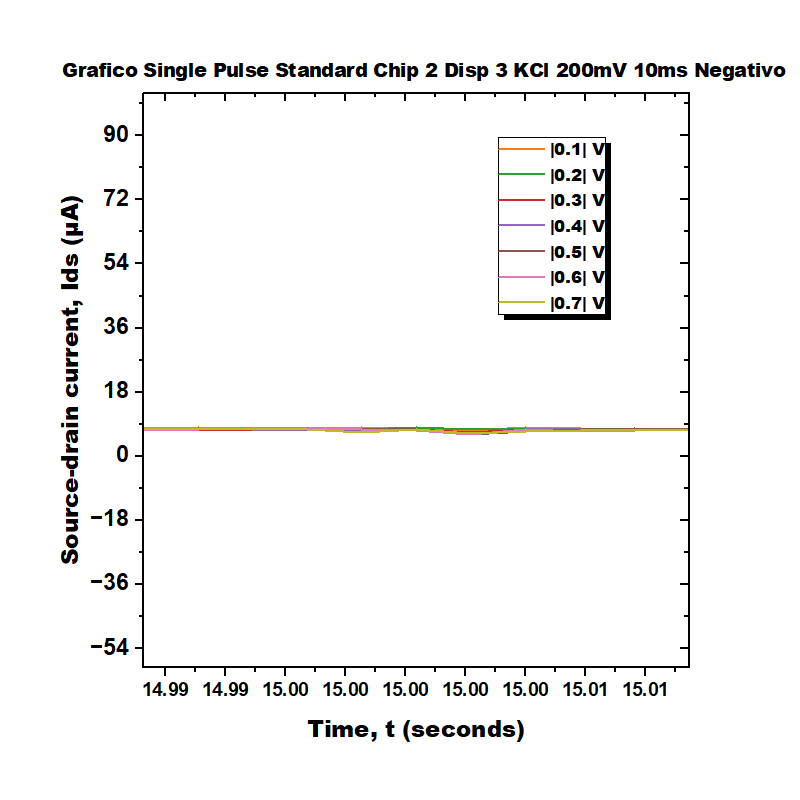 Grafico Single Pulse Standard Chip 2 Disp 3 KCl 200mV 10ms Negativo
|0.1| V
|0.2| V
|0.3| V
|0.4| V
|0.5| V
|0.6| V
|0.7| V
90
72
54
36
18
0
−18
−36
−54
Source-drain current, Ids (μA)
14.99 14.99 15.00 15.00 15.00 15.00 15.00 15.01 15.01
Time, t (seconds)